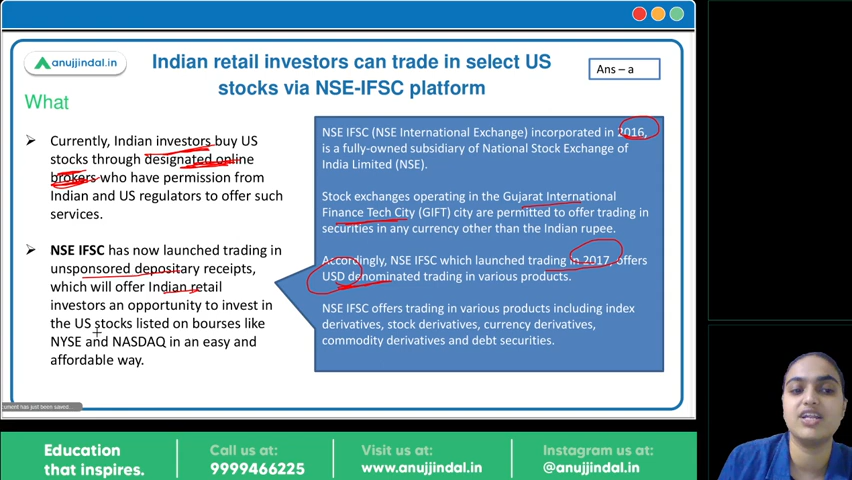 anujjindal.in
Indian retail investors can trade in select US
stocks via NSE-IFSC platform
Ans – a
What
Currently, Indian investors buy US
stocks through designated online
brokers who have permission from
Indian and US regulators to offer such
services.
NSE IFSC has now launched trading in
unsponsored depositary receipts,
which will offer Indian retail
investors an opportunity to invest in
the US stocks listed on bourses like
NYSE and NASDAQ in an easy and
affordable way.
NSE IFSC (NSE International Exchange) incorporated in 2016,
is a fully-owned subsidiary of National Stock Exchange of
India Limited (NSE).
Stock exchanges operating in the Gujarat International
Finance Tech City (GIFT) city are permitted to offer trading in
securities in any currency other than the Indian rupee.
Accordingly, NSE IFSC which launched trading in 2017, offers
USD denominated trading in various products.
NSE IFSC offers trading in various products including index
derivatives, stock derivatives, currency derivatives,
commodity derivatives and debt securities.
cument has just been saved.
Education
that inspires.
Call us at:
9999466225
Visit us at:
www.anujjindal.in
Instagram us at:
@anujjindal.in